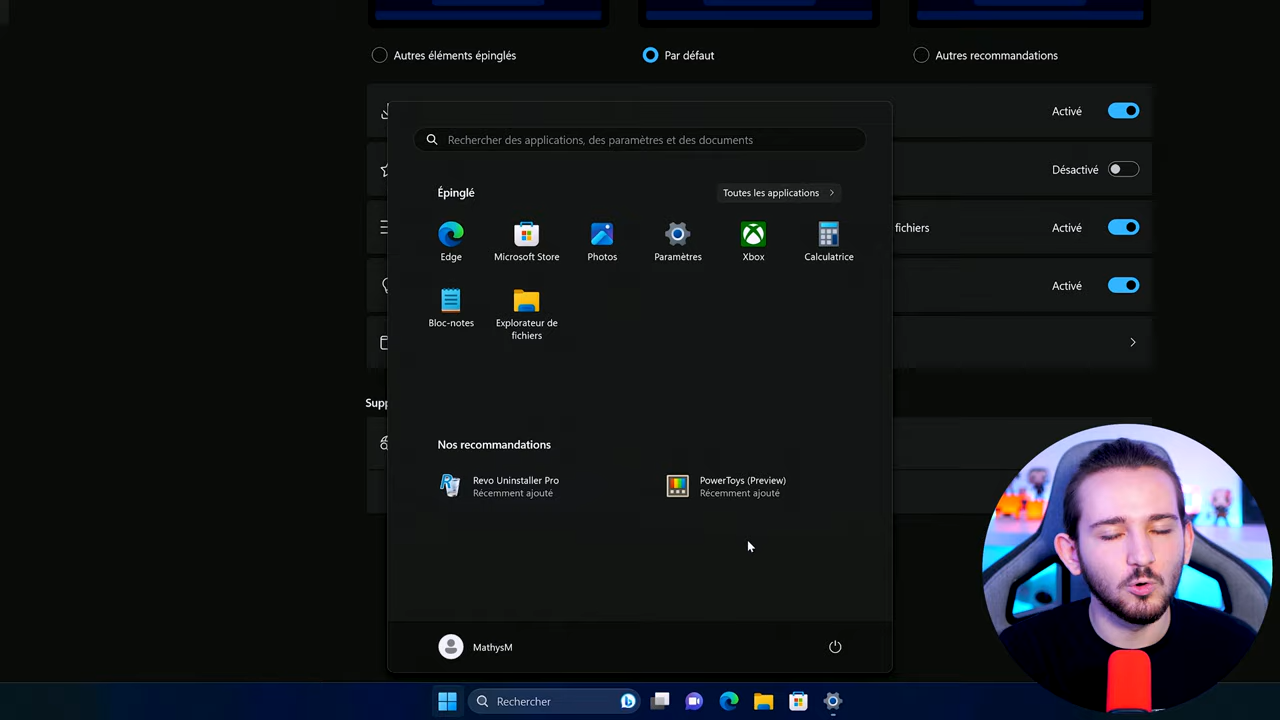 Autres éléments épinglés
Par défaut
Autres recommandations
Activé
Rechercher des applications, des paramètres et des documents
Épinglé
Toutes les applications
Désactivé
fichiers
Activé
Edge
Microsoft Store
Photos
Paramètres
Xbox
Calculatrice
Activé
Bloc-notes
Explorateur de
fichiers
Supp
Nos recommandations
Revo Uninstaller Pro
Récemment ajouté
PowerToys (Preview)
Récemment ajouté
MathysM
Rechercher